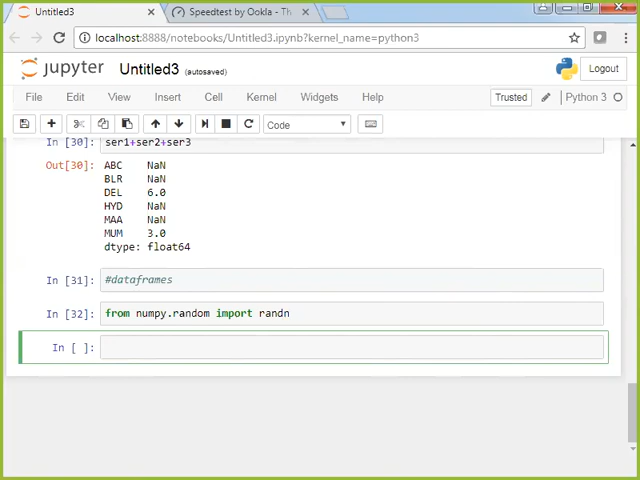 Untitled3
Speedtest by Ookla - Th
localhost:8888/notebooks/Untitled3.ipynb?kernel_name=python3
jupyter Untitled3 (autosaved)
Logout
File Edit View Insert Cell Kernel Widgets Help
Trusted Python 3
Code
In [30]: ser1+ser2+ser3
Out[30]: ABC NaN
BLR NaN
DEL 6.0
HYD NaN
MAA NaN
MUM 3.0
dtype: float64
In [31]: #dataframes
In [32]: from numpy.random import randn
In [ ]: